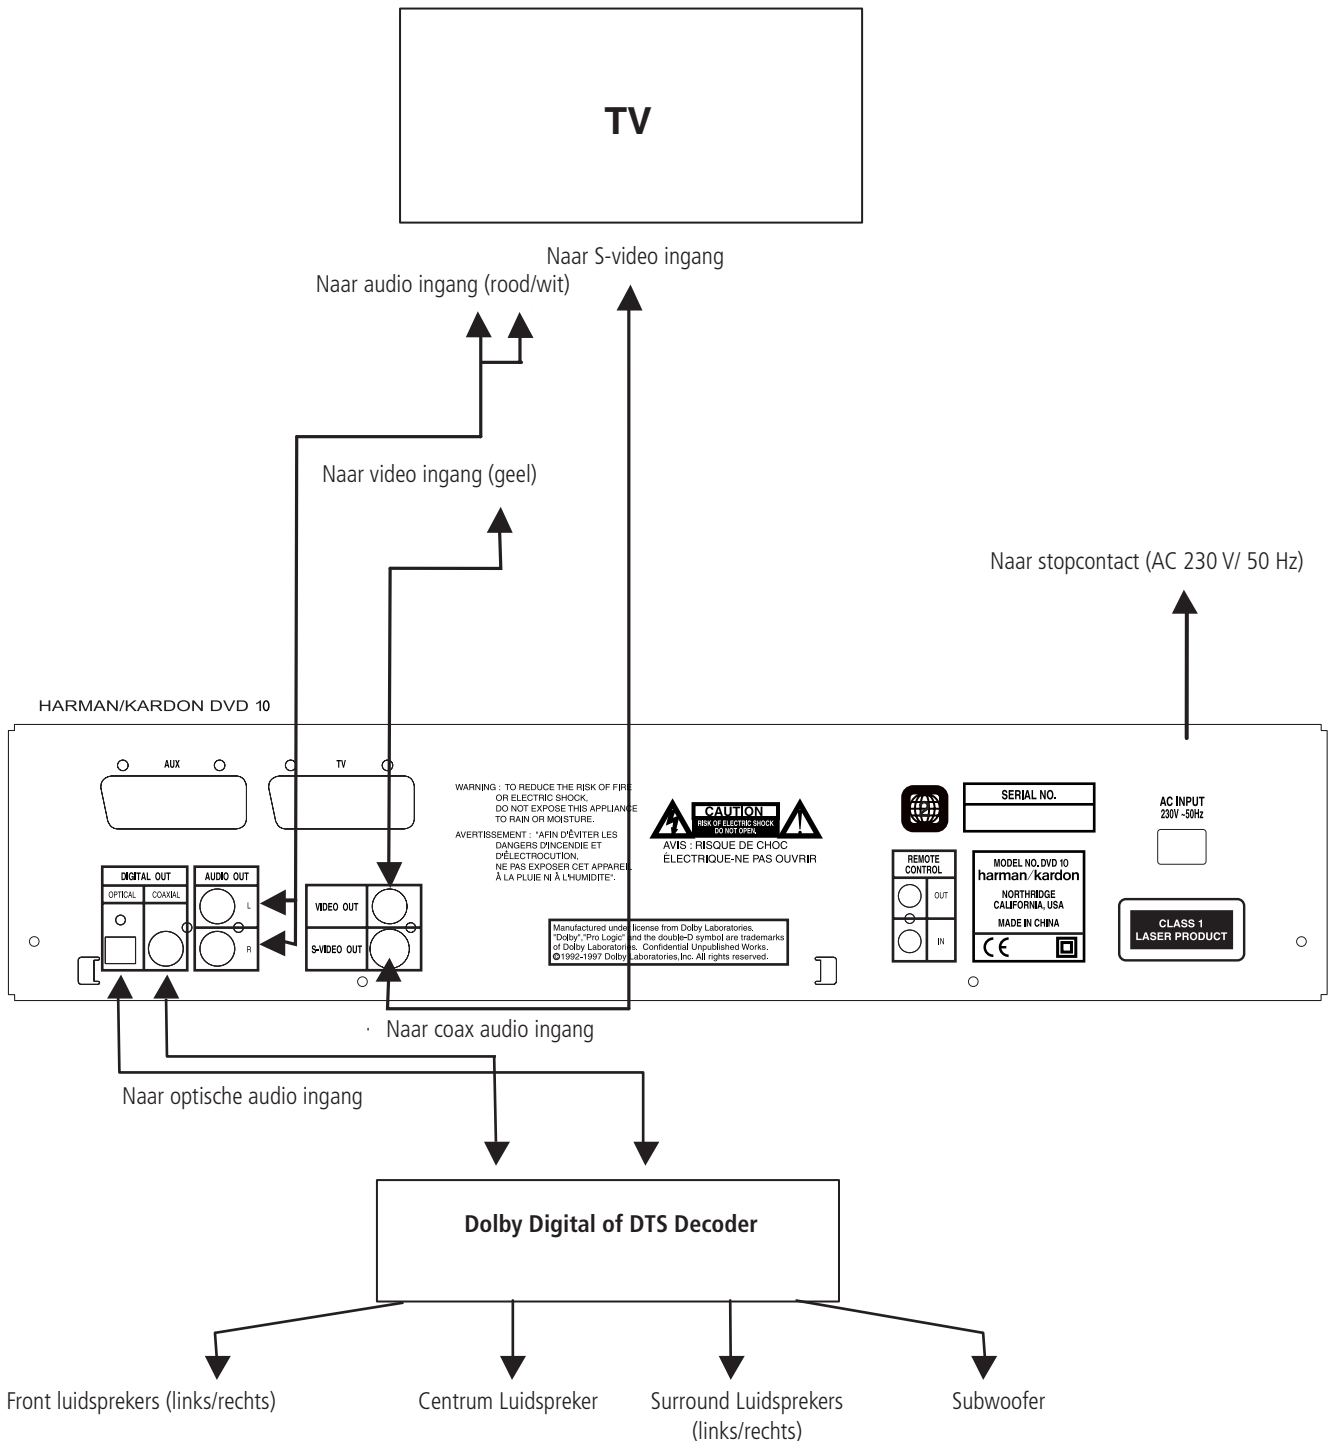 TV
Naar S-video ingang
Naar audio ingang (rood/wit)
Naar video ingang (geel)
Naar stopcontact (AC 230 V/ 50 Hz)
HARMAN/KARDON DVD 10
AUX
TV
WARNING : TO REDUCE THE RISK OF FIRE
OR ELECTRIC SHOCK,
DO NOT EXPOSE THIS APPLIANCE
TO RAIN OR MOISTURE.
AVERTISSEMENT : "AFIN D'ÊVITER LES
DANGERS D'INCENDIE ET
D'ÊLECTROCUTION,
NE PAS EXPOSER CET APPAREIL
À LA PLUIE NI À L'HUMIDITE".
CAUTION
RISK OF ELECTRIC SHOCK
DO NOT OPEN.
AVIS : RISQUE DE CHOC
ÉLECTRIQUE-NE PAS OUVRIR
SERIAL NO.
AC INPUT
230V ~50Hz
DIGITAL OUT
OPTICAL
COAXIAL
AUDIO OUT
L
R
VIDEO OUT
S-VIDEO OUT
REMOTE
CONTROL
OUT
IN
MODEL NO. DVD 10
harman/kardon
NORTHRIDGE
CALIFORNIA, USA
MADE IN CHINA
CE
CLASS 1
LASER PRODUCT
Manufactured under license from Dolby Laboratories.
"Dolby","Pro Logic" and the double-D symbol are trademarks
of Dolby Laboratories. Confidential Unpublished Works.
©1992-1997 Dolby Laboratories,Inc. All rights reserved.
Naar coax audio ingang
Naar optische audio ingang
Dolby Digital of DTS Decoder
Front luidsprekers (links/rechts)
Centrum Luidspreker
Surround Luidsprekers
(links/rechts)
Subwoofer